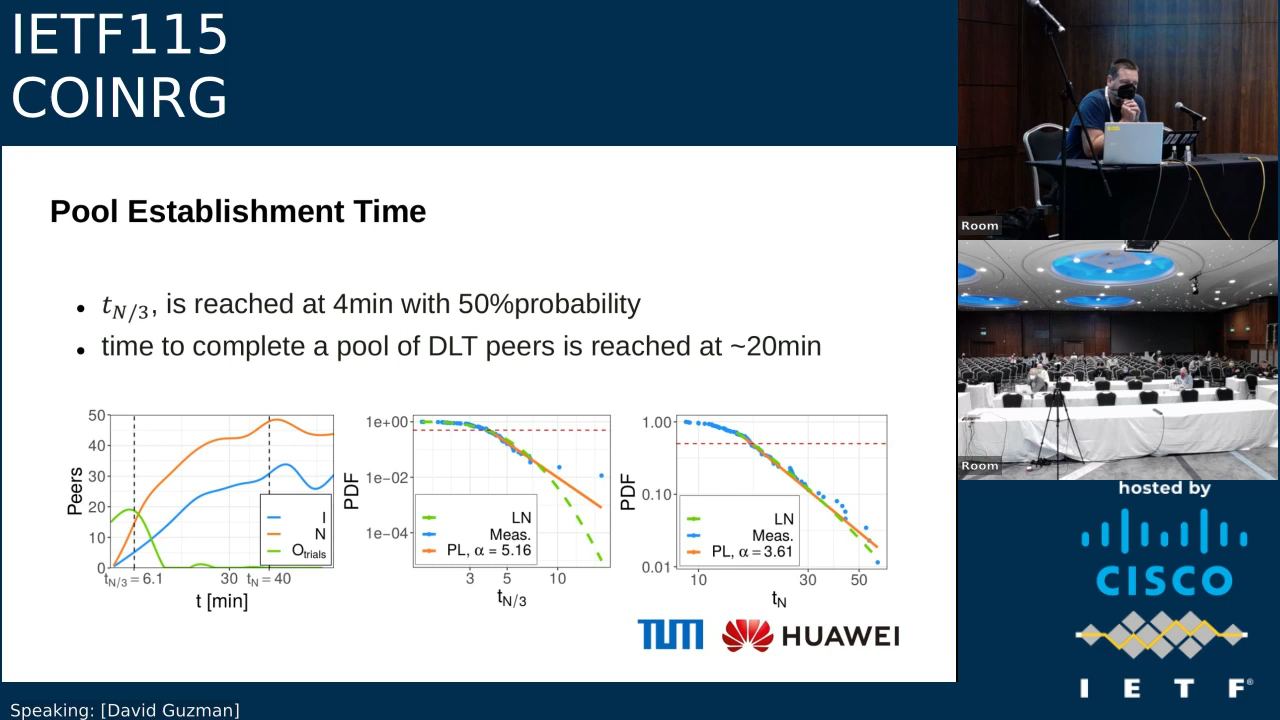 IETF115
COINRG
Pool Establishment Time
• t_{N/3}, is reached at 4min with 50%probability
• time to complete a pool of DLT peers is reached at ~20min
Peers
50
40
30
20
10
0
I
N
O_{trials}
t_{N/3} = 6.1
30
t_N = 40
t [min]
PDF
1e+00
1e−02
1e−04
LN
Meas.
PL, α = 5.16
3
5
10
t_{N/3}
PDF
1.00
0.10
0.01
LN
Meas.
PL, α = 3.61
10
30
50
t_N
TUM
HUAWEI
Room
Room
hosted by
CISCO
I E T F®
Speaking: [David Guzman]